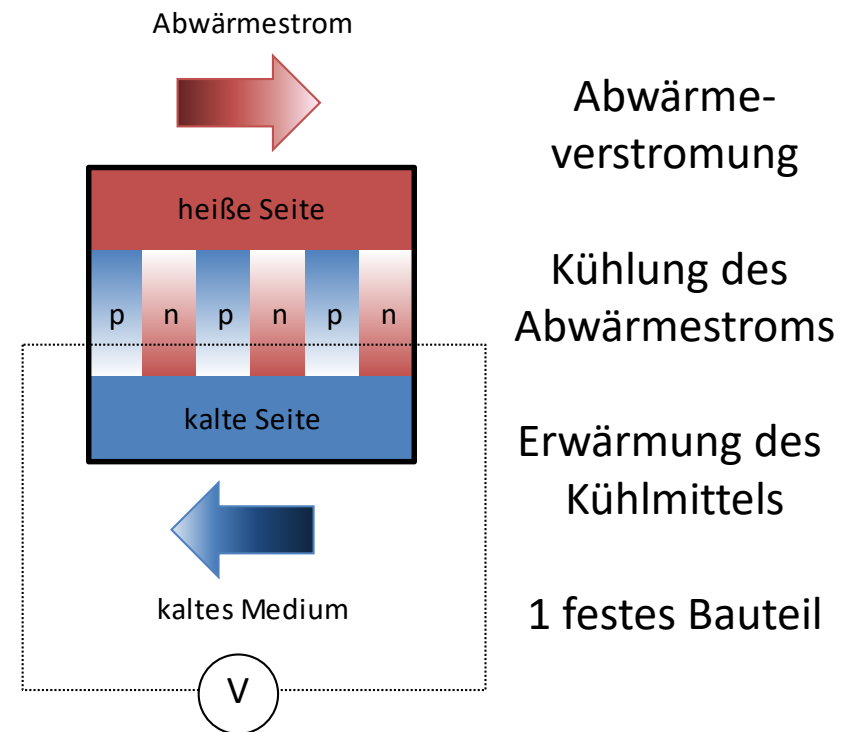 Abwärmestrom
heiße Seite
p n p n p n
kalte Seite
kaltes Medium
V
Abwärme-
verstromung
Kühlung des
Abwärmestroms
Erwärmung des
Kühlmittels
1 festes Bauteil